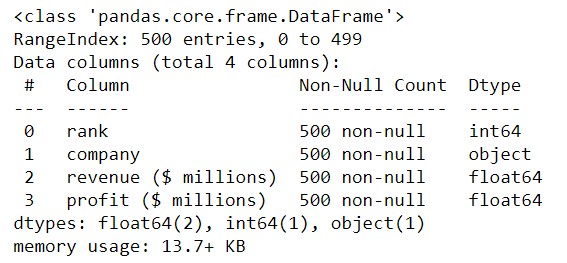 <class 'pandas.core.frame.DataFrame'>
RangeIndex: 500 entries, 0 to 499
Data columns (total 4 columns):
 #   Column                Non-Null Count  Dtype
---  ------                --------------  -----
 0   rank                  500 non-null    int64
 1   company               500 non-null    object
 2   revenue ($ millions)  500 non-null    float64
 3   profit ($ millions)   500 non-null    float64
dtypes: float64(2), int64(1), object(1)
memory usage: 13.7+ KB